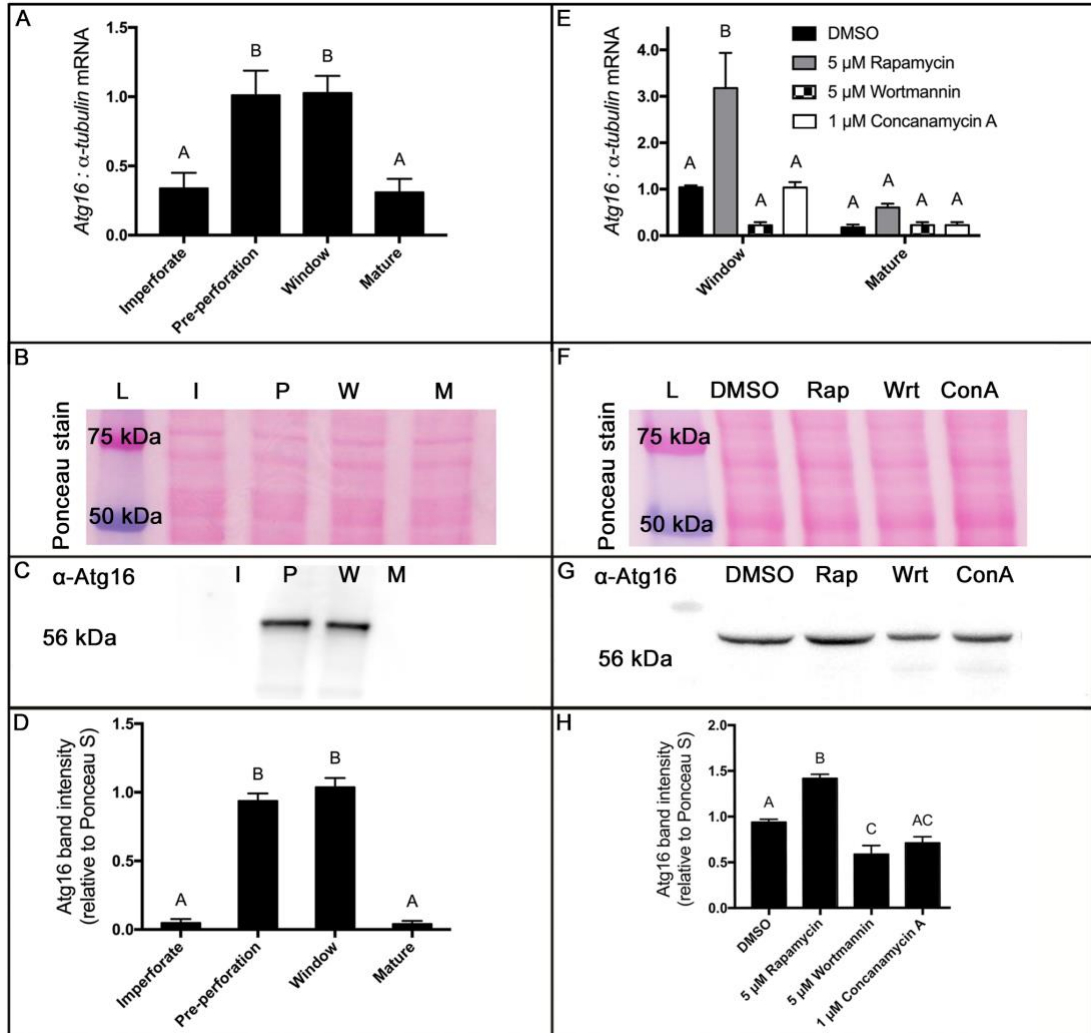 A
Atg16 : α-tubulin mRNA
1.5
1.0
0.5
0.0
A
B
B
A
Imperforate
Pre-perforation
Window
Mature
B
Ponceau stain
L I P W M
75 kDa
50 kDa
C
α-Atg16 I P W M
56 kDa
D
Atg16 band intensity
(relative to Ponceau S)
1.5
1.0
0.5
0.0
A
B
B
A
Imperforate
Pre-perforation
Window
Mature
E
Atg16 : α-tubulin mRNA
4.0
3.0
2.0
1.0
0.0
A
B
A
A
A
A
A
A
Window
Mature
DMSO
5 µM Rapamycin
5 µM Wortmannin
1 µM Concanamycin A
F
Ponceau stain
L DMSO Rap Wrt ConA
75 kDa
50 kDa
G
α-Atg16 DMSO Rap Wrt ConA
56 kDa
H
Atg16 band intensity
(relative to Ponceau S)
2.0
1.5
1.0
0.5
0.0
A
B
C
AC
DMSO
5 µM Rapamycin
5 µM Wortmannin
1 µM Concanamycin A